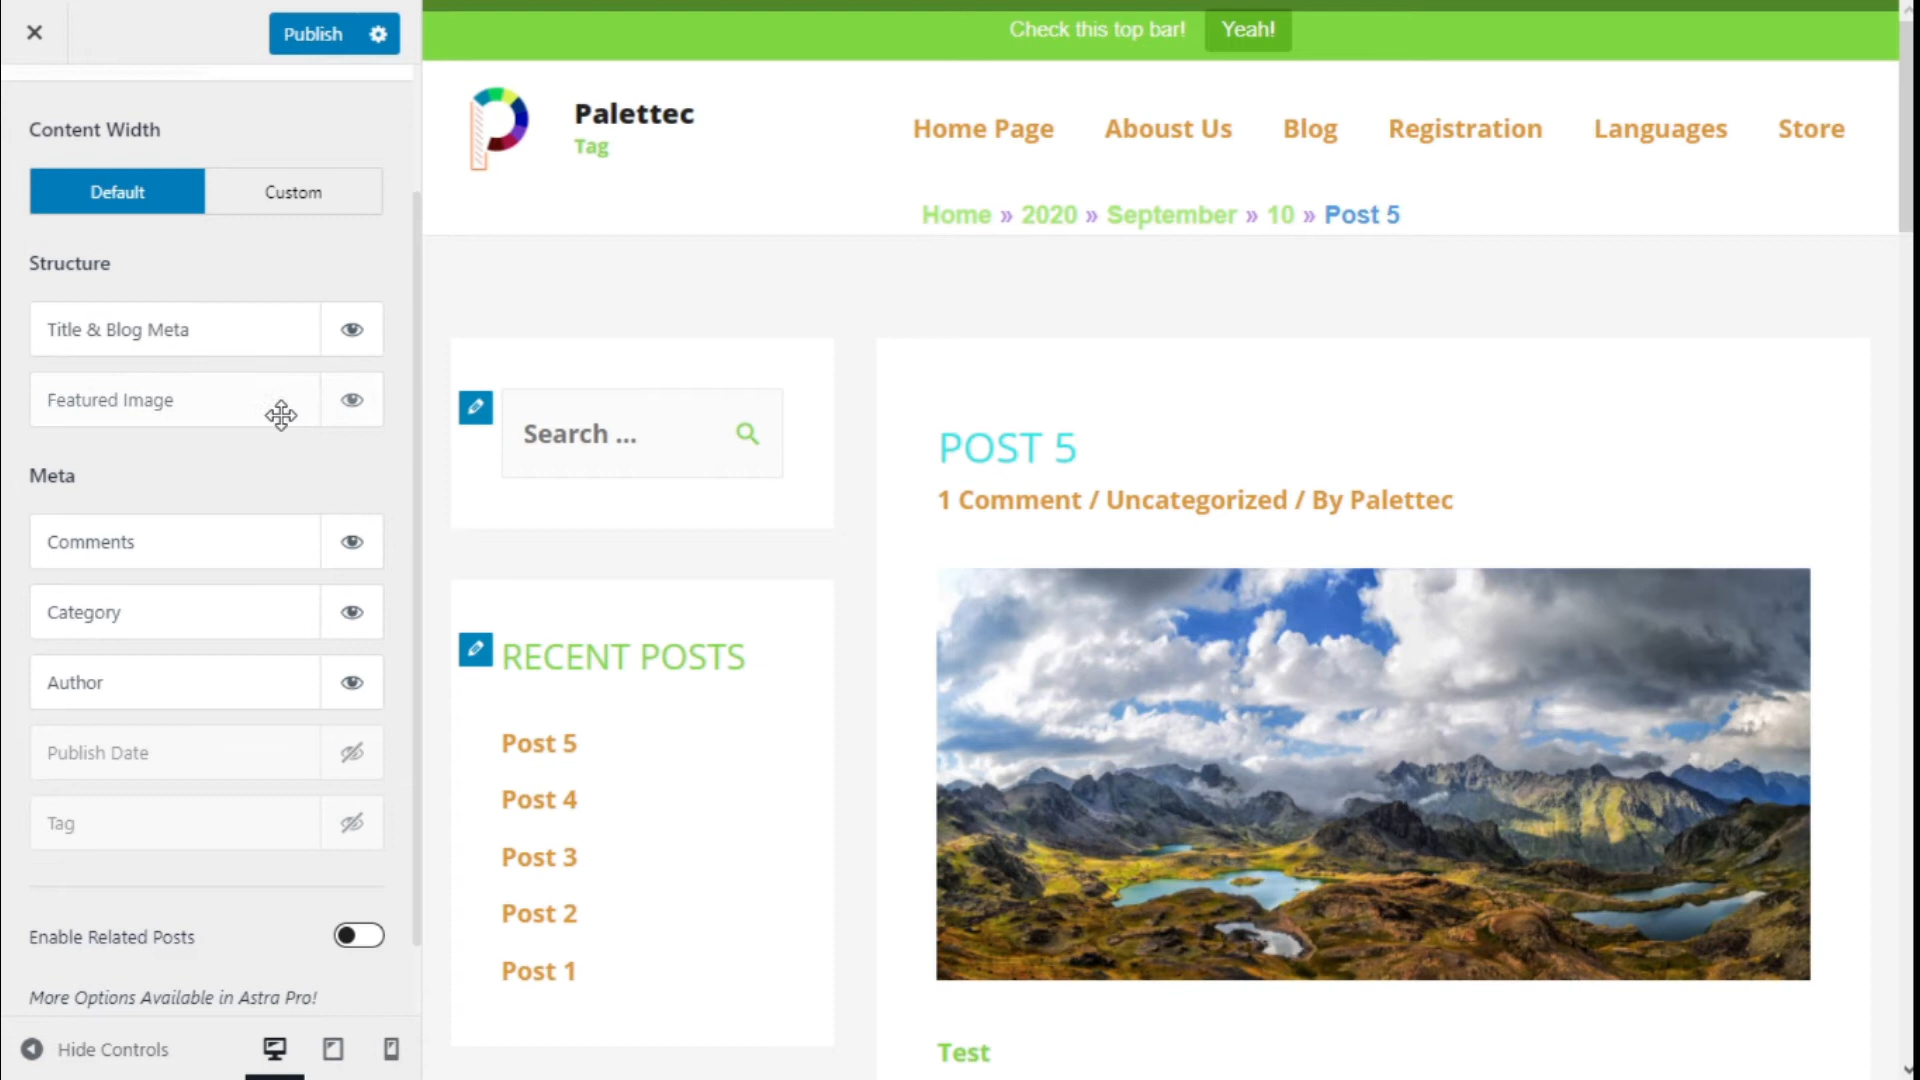 Publish
Content Width
Default
Custom
Structure
Title & Blog Meta
Featured Image
Meta
Comments
Category
Author
Publish Date
Tag
Enable Related Posts
More Options Available in Astra Pro!
Hide Controls
Check this top bar!
Yeah!
Palettec
Tag
Home Page
Aboust Us
Blog
Registration
Languages
Store
Home » 2020 » September » 10 » Post 5
Search ...
RECENT POSTS
Post 5
Post 4
Post 3
Post 2
Post 1
POST 5
1 Comment / Uncategorized / By Palettec
Test